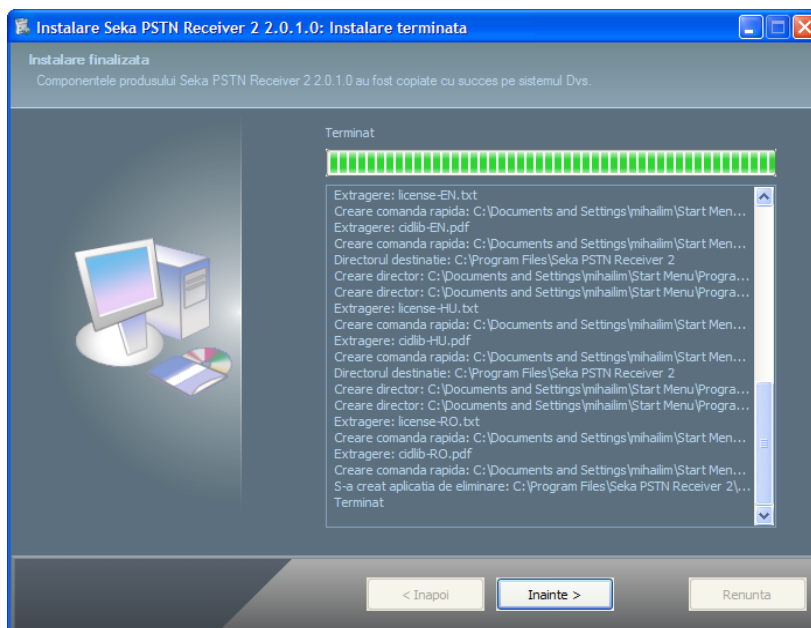 Instalare Seka PSTN Receiver 2 2.0.1.0: Instalare terminata
Instalare finalizata
Componentele produsului Seka PSTN Receiver 2 2.0.1.0 au fost copiate cu succes pe sistemul Dvs.
Terminat
Extragere: license-EN.txt
Creare comanda rapida: C:\Documents and Settings\mihailim\Start Men...
Extragere: cidlib-EN.pdf
Creare comanda rapida: C:\Documents and Settings\mihailim\Start Men...
Directorul destinatie: C:\Program Files\Seka PSTN Receiver 2
Creare director: C:\Documents and Settings\mihailim\Start Menu\Progra...
Creare director: C:\Documents and Settings\mihailim\Start Menu\Progra...
Extragere: license-HU.txt
Creare comanda rapida: C:\Documents and Settings\mihailim\Start Men...
Extragere: cidlib-HU.pdf
Creare comanda rapida: C:\Documents and Settings\mihailim\Start Men...
Directorul destinatie: C:\Program Files\Seka PSTN Receiver 2
Creare director: C:\Documents and Settings\mihailim\Start Menu\Progra...
Creare director: C:\Documents and Settings\mihailim\Start Menu\Progra...
Extragere: license-RO.txt
Creare comanda rapida: C:\Documents and Settings\mihailim\Start Men...
Extragere: cidlib-RO.pdf
Creare comanda rapida: C:\Documents and Settings\mihailim\Start Men...
S-a creat aplicatia de eliminare: C:\Program Files\Seka PSTN Receiver 2\...
Terminat
< Inapoi
Inainte >
Renunta